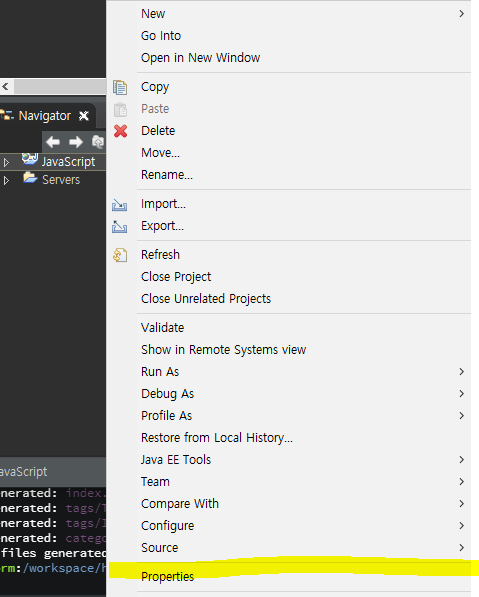 New
Go Into
Open in New Window
Copy
Paste
Delete
Move...
Rename...
Import...
Export...
Refresh
Close Project
Close Unrelated Projects
Validate
Show in Remote Systems view
Run As
Debug As
Profile As
Restore from Local History...
Java EE Tools
Team
Compare With
Configure
Source
Properties
Navigator
JavaScript
Servers
avaScript
enerated: index.
enerated: tags/
enerated: tags/
enerated: catego
files generated
orm:/workspace/h